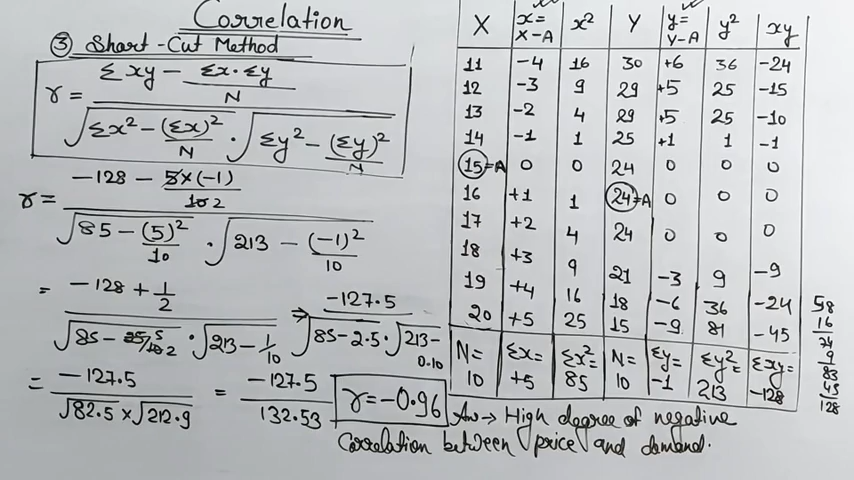 Correlation
③ Short-Cut Method
r = (Σxy − Σx·Σy/N) / (√(Σx² − (Σx)²/N) · √(Σy² − (Σy)²/N))
r = (−128 − 5×(−1)/10 2) / (√(85 − (5)²/10) · √(213 − (−1)²/10))
= (−128 + 1/2) / (√(85 − 25/10 5/2) · √(213 − 1/10)) ⇒ −127.5 / (√(85 − 2.5) · √(213 − 0.10))
= −127.5 / (√82.5 × √212.9) = −127.5 / 132.53 r = −0.96
Ans → High degree of negative
Correlation between price and demand.
X | x = X−A | x² | Y | y = Y−A | y² | xy
11 | −4 | 16 | 30 | +6 | 36 | −24
12 | −3 | 9 | 29 | +5 | 25 | −15
13 | −2 | 4 | 29 | +5 | 25 | −10
14 | −1 | 1 | 25 | +1 | 1 | −1
15=A | 0 | 0 | 24 | 0 | 0 | 0
16 | +1 | 1 | 24=A | 0 | 0 | 0
17 | +2 | 4 | 24 | 0 | 0 | 0
18 | +3 | 9 | 21 | −3 | 9 | −9
19 | +4 | 16 | 18 | −6 | 36 | −24
20 | +5 | 25 | 15 | −9 | 81 | −45
N= 10 | Σx= +5 | Σx²= 85 | N= 10 | Σy= −1 | Σy²= 213 | Σxy= −128
58
16
74
9
83
45
128